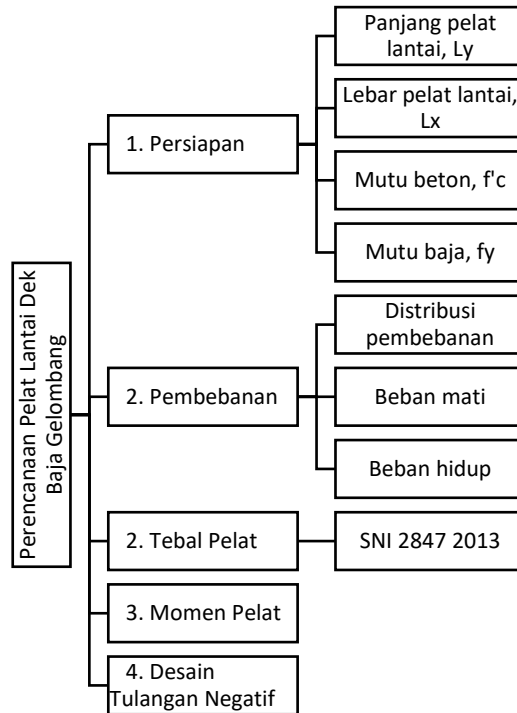 Perencanaan Pelat Lantai Dek
Baja Gelombang
1. Persiapan
Panjang pelat
lantai, Ly
Lebar pelat lantai,
Lx
Mutu beton, f'c
Mutu baja, fy
2. Pembebanan
Distribusi
pembebanan
Beban mati
Beban hidup
2. Tebal Pelat
SNI 2847 2013
3. Momen Pelat
4. Desain
Tulangan Negatif